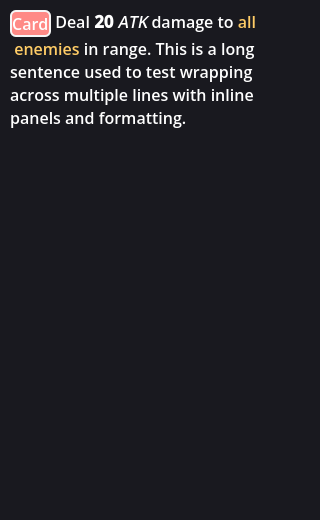 Card Deal 20 ATK damage to all
enemies in range. This is a long
sentence used to test wrapping
across multiple lines with inline
panels and formatting.